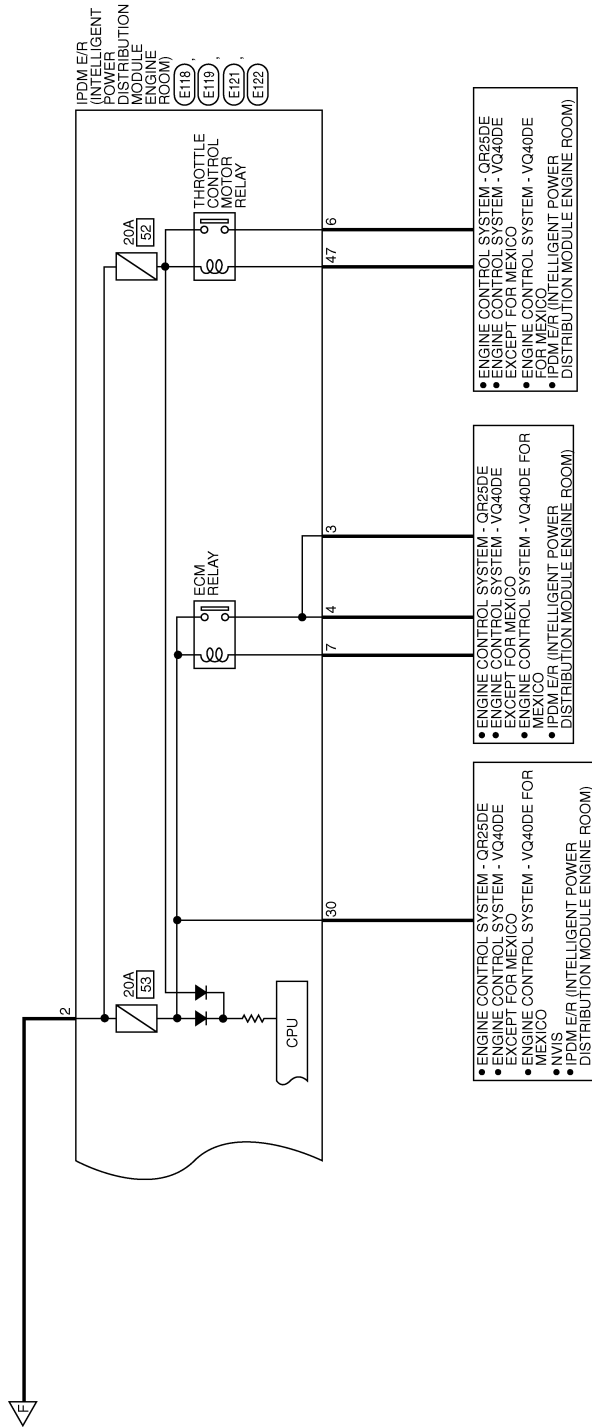 F
2
IPDM E/R
(INTELLIGENT
POWER
DISTRIBUTION
MODULE
ENGINE
ROOM)
E118 ,
E119 ,
E121 ,
E122
20A
53
20A
52
CPU
ECM
RELAY
THROTTLE
CONTROL
MOTOR
RELAY
30
7
4
3
47
6
● ENGINE CONTROL SYSTEM - QR25DE
● ENGINE CONTROL SYSTEM - VQ40DE
EXCEPT FOR MEXICO
● ENGINE CONTROL SYSTEM - VQ40DE FOR
MEXICO
● NVIS
● IPDM E/R (INTELLIGENT POWER
DISTRIBUTION MODULE ENGINE ROOM)
● ENGINE CONTROL SYSTEM - QR25DE
● ENGINE CONTROL SYSTEM - VQ40DE
EXCEPT FOR MEXICO
● ENGINE CONTROL SYSTEM - VQ40DE FOR
MEXICO
● IPDM E/R (INTELLIGENT POWER
DISTRIBUTION MODULE ENGINE ROOM)
● ENGINE CONTROL SYSTEM - QR25DE
● ENGINE CONTROL SYSTEM - VQ40DE
EXCEPT FOR MEXICO
● ENGINE CONTROL SYSTEM - VQ40DE
FOR MEXICO
● IPDM E/R (INTELLIGENT POWER
DISTRIBUTION MODULE ENGINE ROOM)